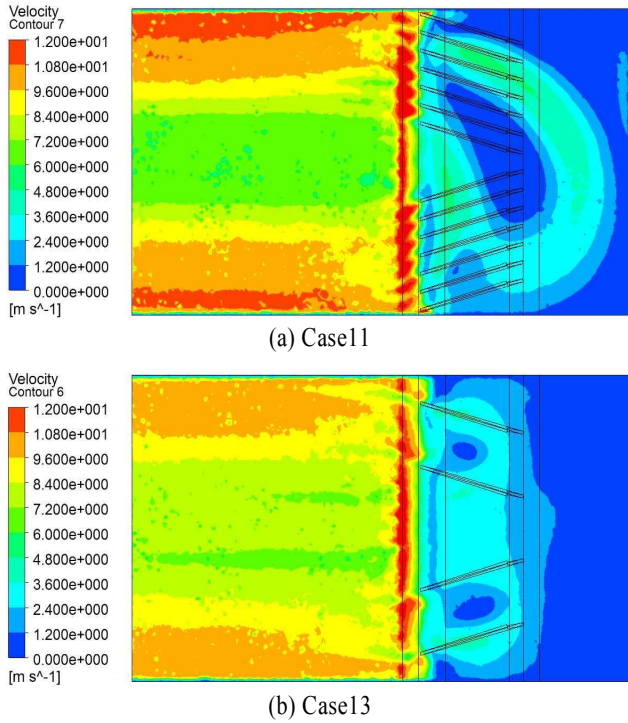 Velocity
Contour 7
1.200e+001
1.080e+001
9.600e+000
8.400e+000
7.200e+000
6.000e+000
4.800e+000
3.600e+000
2.400e+000
1.200e+000
0.000e+000
[m s^-1]
(a) Case11
Velocity
Contour 6
1.200e+001
1.080e+001
9.600e+000
8.400e+000
7.200e+000
6.000e+000
4.800e+000
3.600e+000
2.400e+000
1.200e+000
0.000e+000
[m s^-1]
(b) Case13